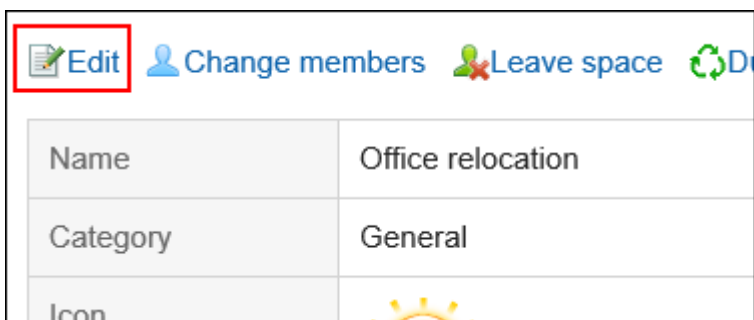 Edit Change members Leave space
Name Office relocation
Category General
Icon